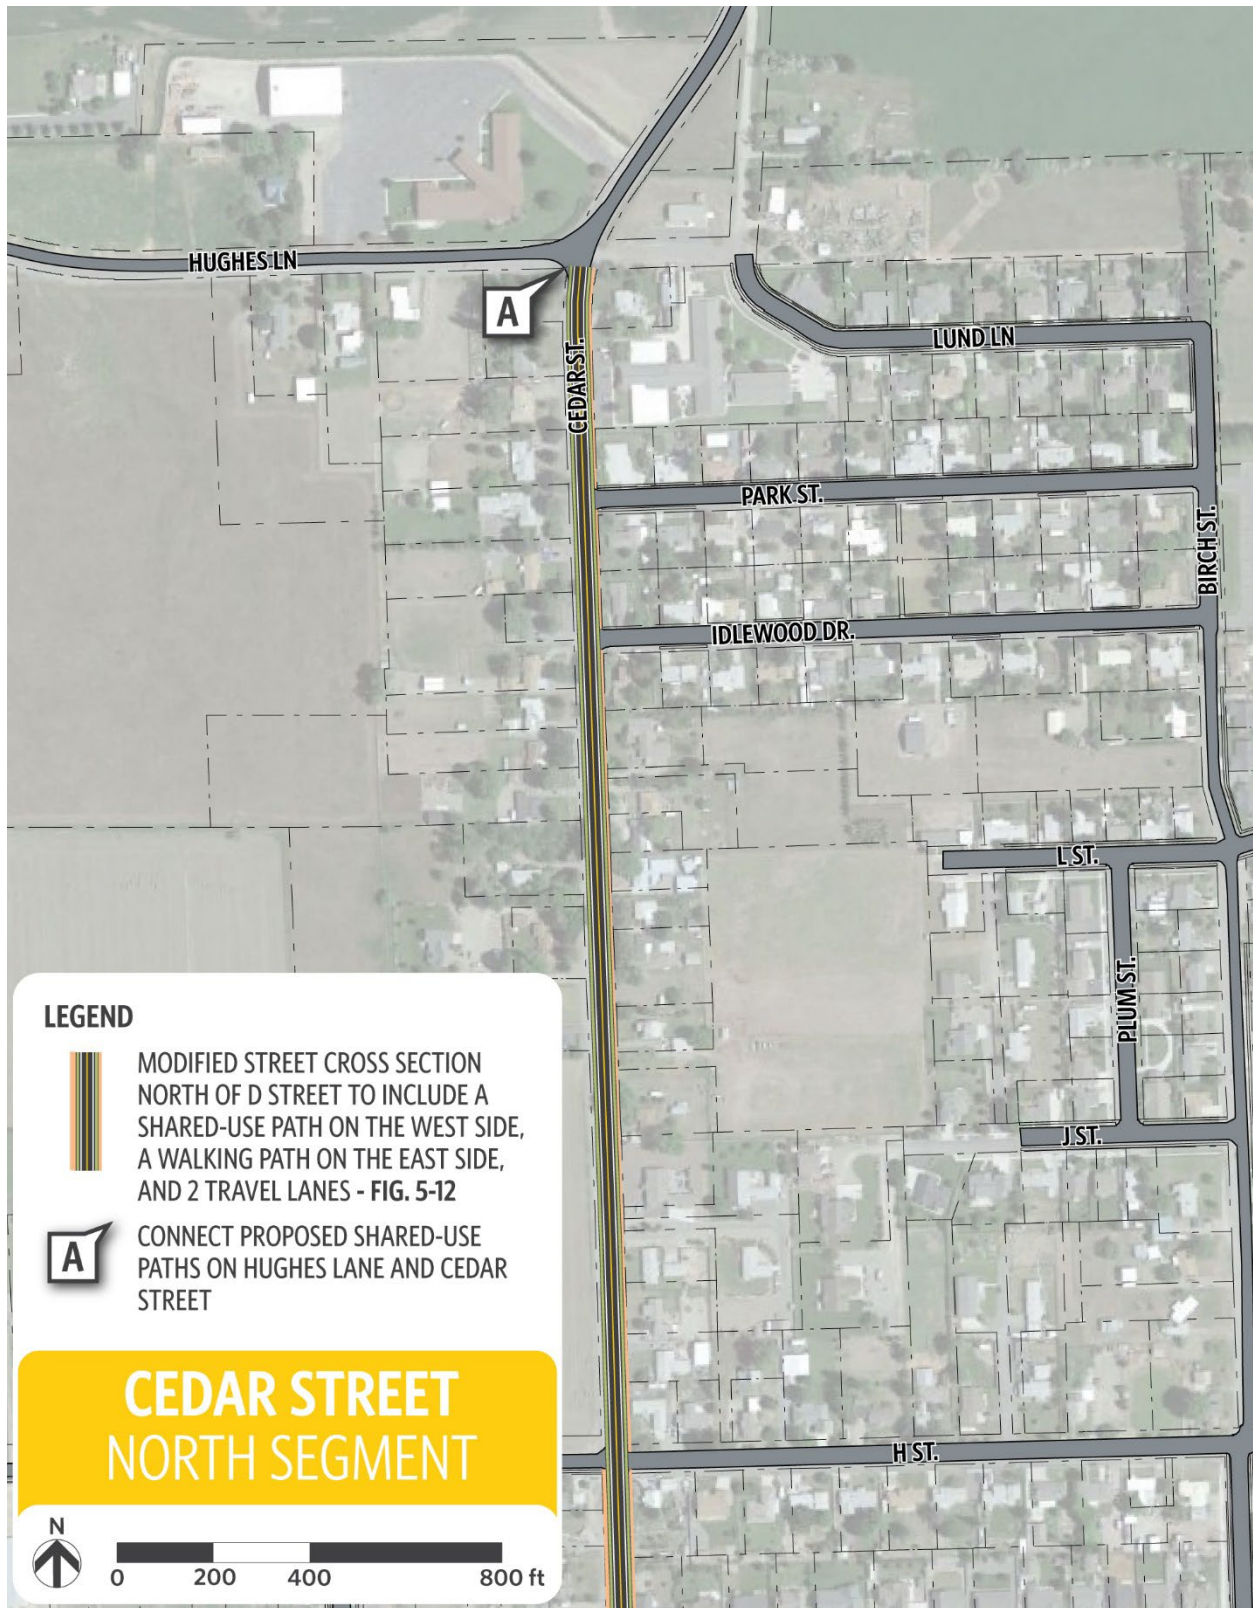 HUGHES LN
A
CEDAR ST.
LUND LN
PARK ST.
BIRCH ST.
IDLEWOOD DR.
L ST.
PLUM ST.
J ST.
H ST.
LEGEND
MODIFIED STREET CROSS SECTION
NORTH OF D STREET TO INCLUDE A
SHARED-USE PATH ON THE WEST SIDE,
A WALKING PATH ON THE EAST SIDE,
AND 2 TRAVEL LANES - FIG. 5-12
A
CONNECT PROPOSED SHARED-USE
PATHS ON HUGHES LANE AND CEDAR
STREET
CEDAR STREET
NORTH SEGMENT
N
0 200 400 800 ft